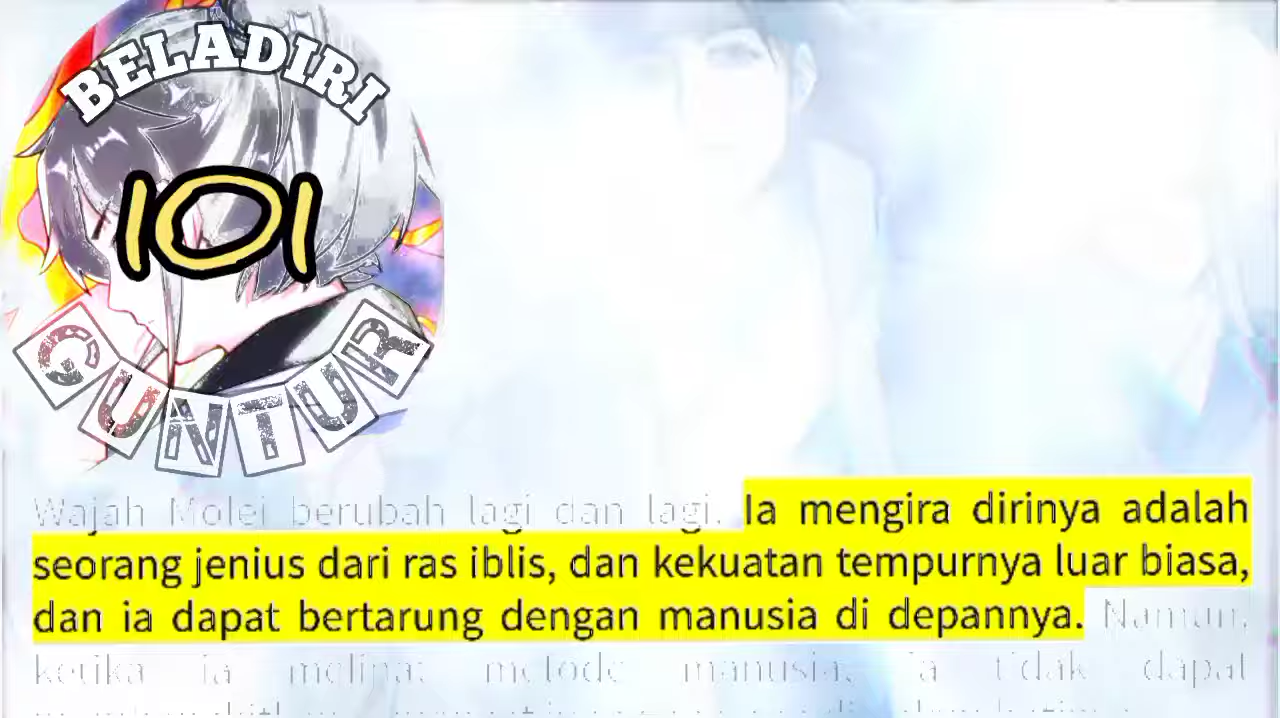 BELADIRI
101
GUNTUR
Wajah Molei berubah lagi dan lagi. Ia mengira dirinya adalah
seorang jenius dari ras iblis, dan kekuatan tempurnya luar biasa,
dan ia dapat bertarung dengan manusia di depannya. Namun,
ketika ia melihat metode manusia, ia tidak dapat